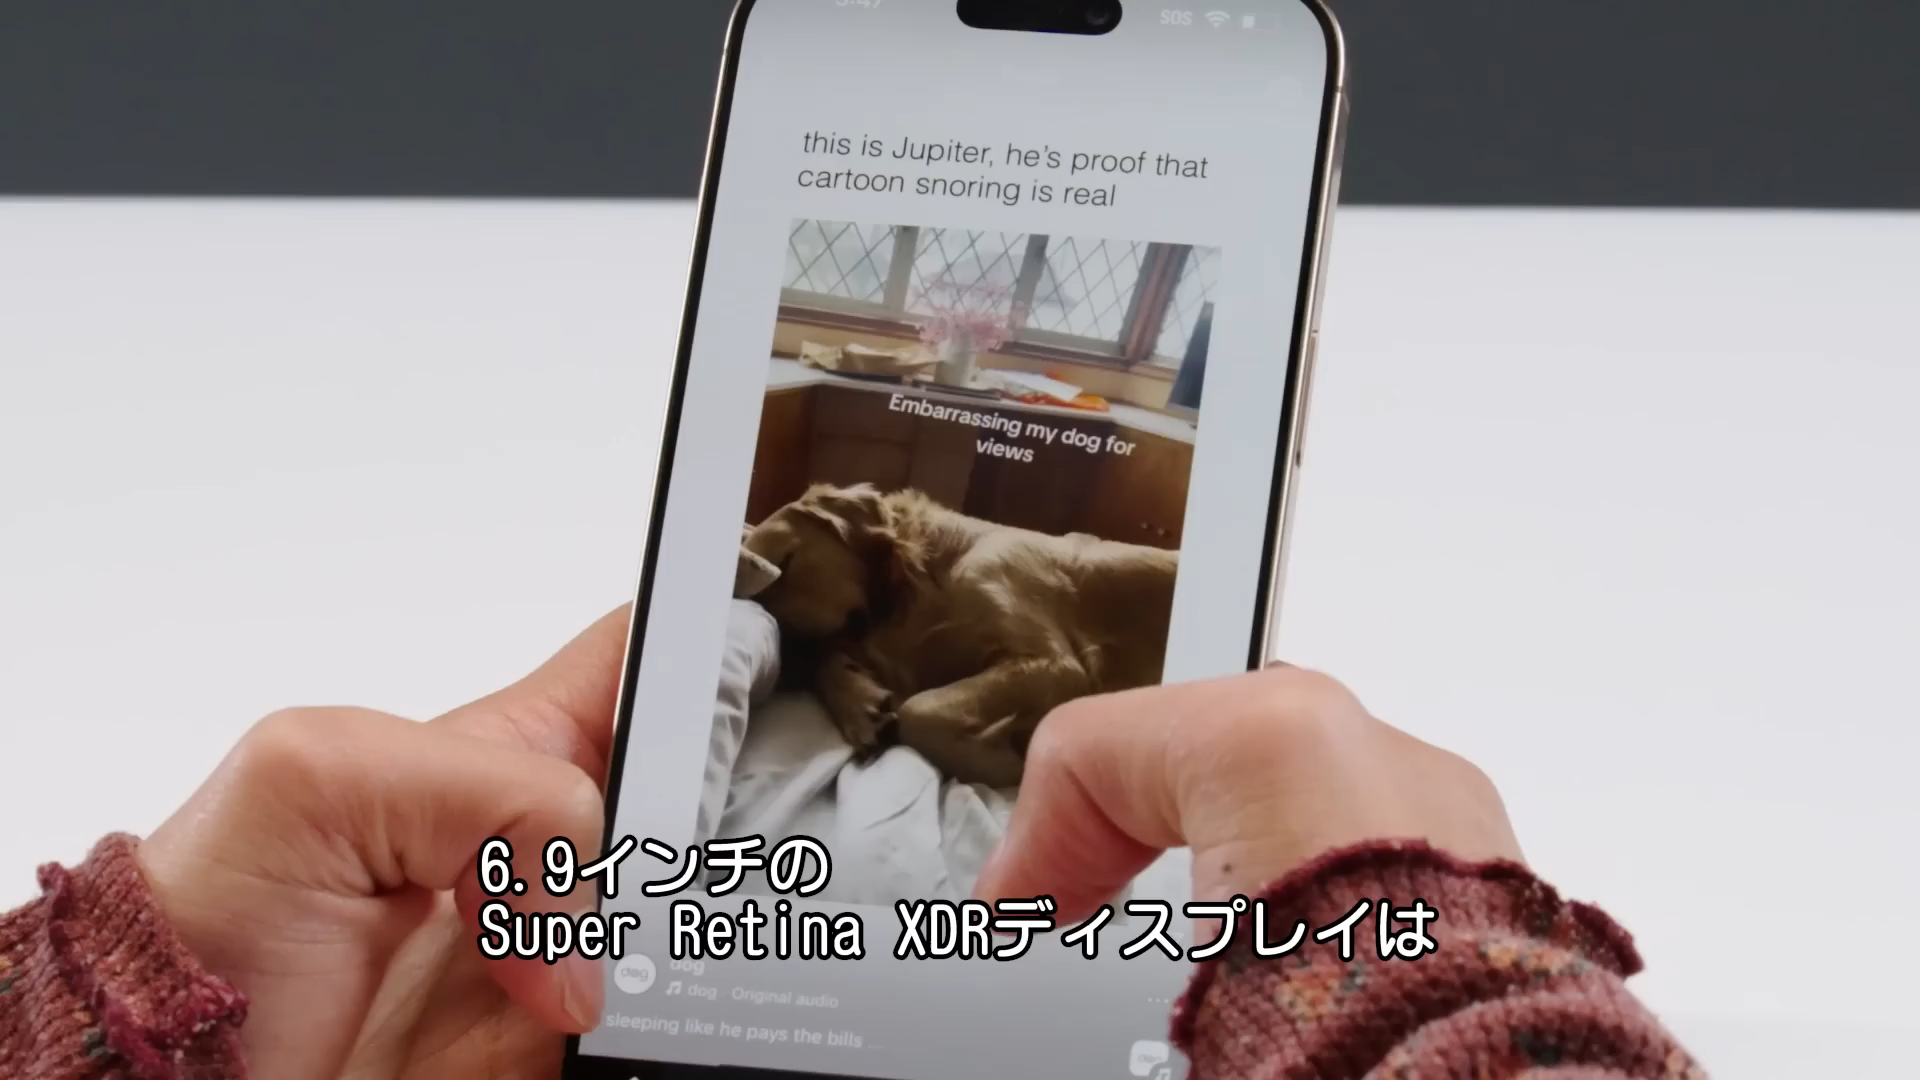 SOS
this is Jupiter, he's proof that
cartoon snoring is real
Embarrassing my dog for
views
6.9インチの
Super Retina XDRディスプレイは
dog
dog
dog · Original audio
sleeping like he pays the bills ...